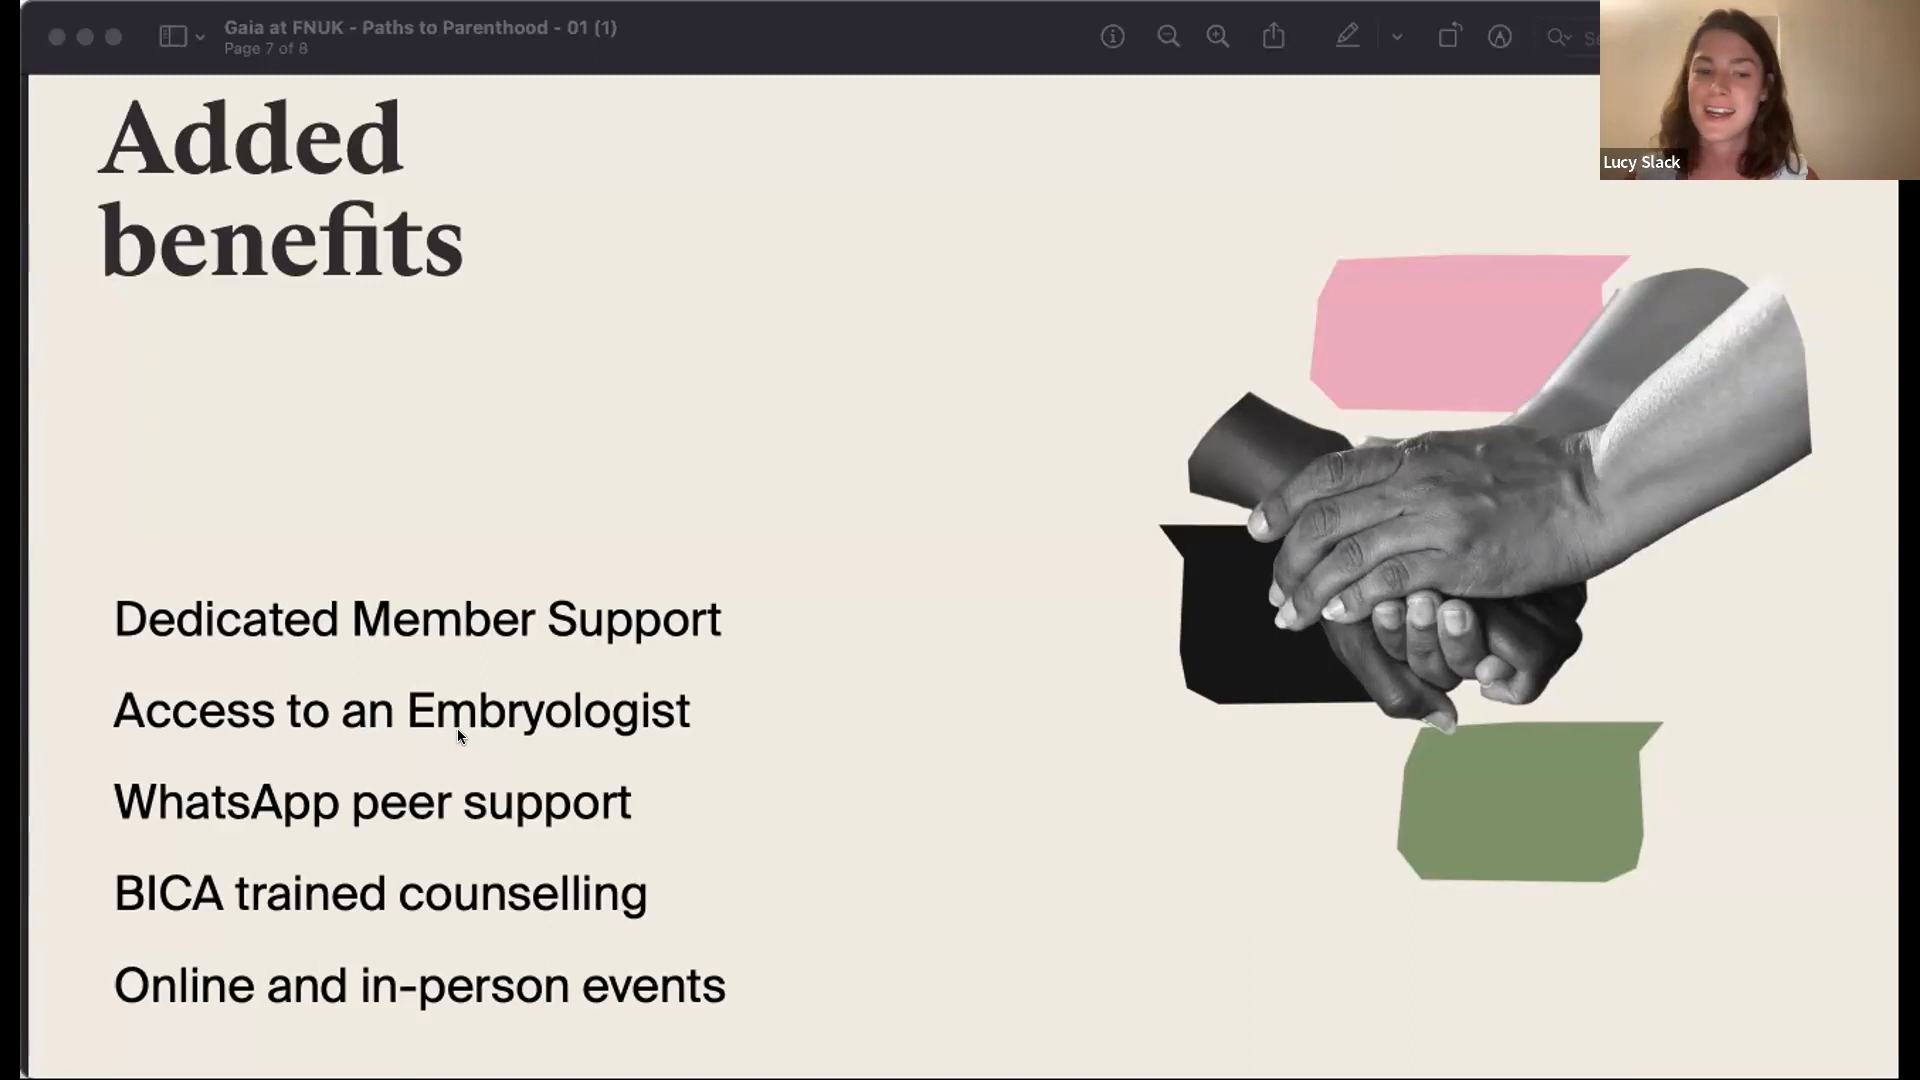 Gaia at FNUK - Paths to Parenthood - 01 (1)
Page 7 of 8
Lucy Slack
Added
benefits
Dedicated Member Support
Access to an Embryologist
WhatsApp peer support
BICA trained counselling
Online and in-person events